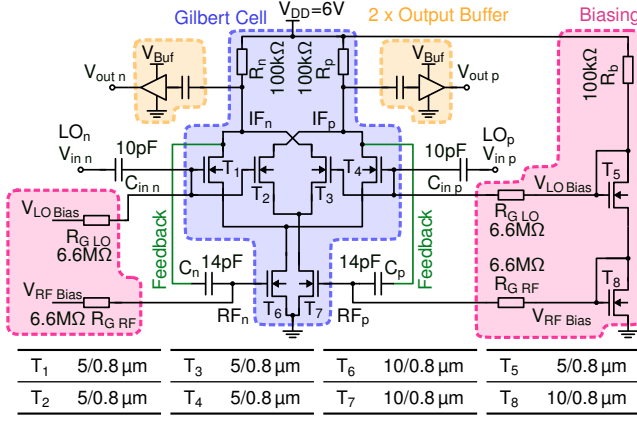 Gilbert Cell
V_DD=6V
2 x Output Buffer
Biasing
V_Buf
V_out n
100kΩ
R_n
100kΩ
R_p
V_Buf
V_out p
100kΩ
R_b
IF_n
IF_p
LO_n
10pF
V_in n
C_in n
T_1
T_2
T_3
T_4
LO_p
10pF
V_in p
C_in p
V_LO Bias
R_G LO
6.6MΩ
V_LO Bias
R_G LO
6.6MΩ
T_5
Feedback
Feedback
C_n
14pF
14pF
C_p
V_RF Bias
6.6MΩ
R_G RF
6.6MΩ
R_G RF
V_RF Bias
T_8
RF_n
T_6
T_7
RF_p
T_1 5/0.8 µm T_3 5/0.8 µm T_6 10/0.8 µm T_5 5/0.8 µm
T_2 5/0.8 µm T_4 5/0.8 µm T_7 10/0.8 µm T_8 10/0.8 µm